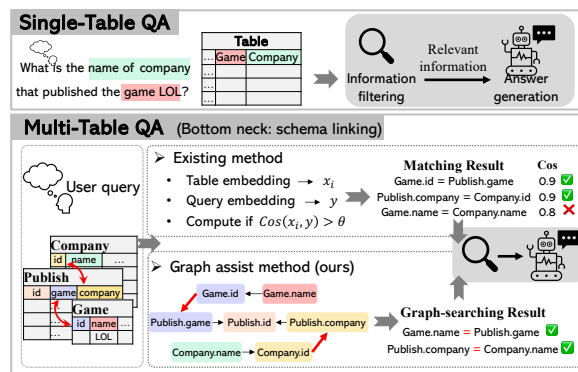 Single-Table QA
What is the name of company
that published the game LOL?
Table
... Game Company
...
...
...
Relevant
information
Information
filtering
Answer
generation
Multi-Table QA (Bottom neck: schema linking)
User query
Company
id name ...
Publish
id game company
Game
id name ...
LOL
➢ Existing method
• Table embedding → xᵢ
• Query embedding → y
• Compute if Cos(xᵢ, y) > θ
Matching Result Cos
Game.id = Publish.game 0.9 ✅
Publish.company = Company.id 0.9 ✅
Game.name = Company.name 0.8 ❌
➢ Graph assist method (ours)
Game.id ← Game.name
Publish.game → Publish.id ← Publish.company
Company.name → Company.id
Graph-searching Result
Game.name = Publish.game ✅
Publish.company = Company.name ✅